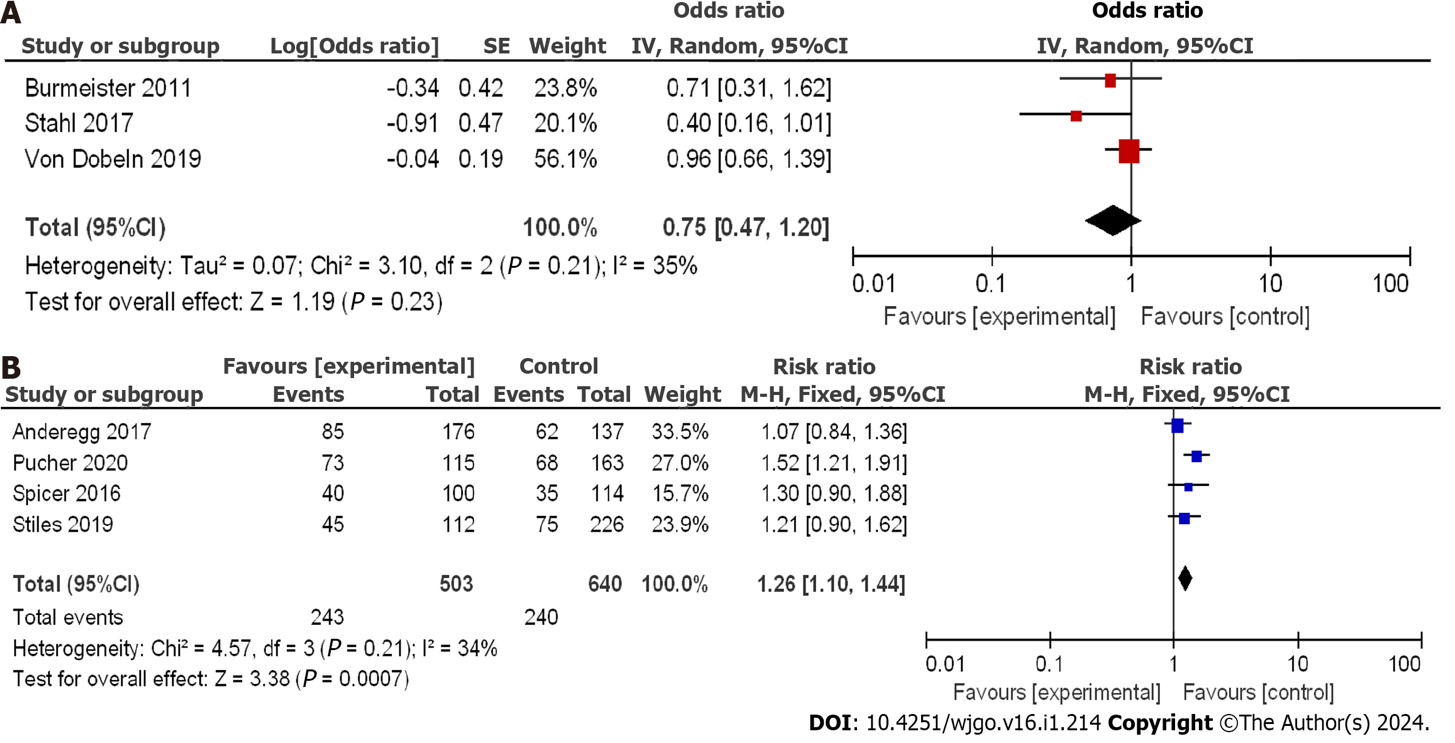 A
Odds ratio Odds ratio
Study or subgroup Log[Odds ratio] SE Weight IV, Random, 95%CI IV, Random, 95%CI
Burmeister 2011 -0.34 0.42 23.8% 0.71 [0.31, 1.62]
Stahl 2017 -0.91 0.47 20.1% 0.40 [0.16, 1.01]
Von Dobeln 2019 -0.04 0.19 56.1% 0.96 [0.66, 1.39]
Total (95%CI) 100.0% 0.75 [0.47, 1.20]
Heterogeneity: Tau² = 0.07; Chi² = 3.10, df = 2 (P = 0.21); I² = 35%
Test for overall effect: Z = 1.19 (P = 0.23)
0.01 0.1 1 10 100
Favours [experimental] Favours [control]
B
Favours [experimental] Control Risk ratio Risk ratio
Study or subgroup Events Total Events Total Weight M-H, Fixed, 95%CI M-H, Fixed, 95%CI
Anderegg 2017 85 176 62 137 33.5% 1.07 [0.84, 1.36]
Pucher 2020 73 115 68 163 27.0% 1.52 [1.21, 1.91]
Spicer 2016 40 100 35 114 15.7% 1.30 [0.90, 1.88]
Stiles 2019 45 112 75 226 23.9% 1.21 [0.90, 1.62]
Total (95%CI) 503 640 100.0% 1.26 [1.10, 1.44]
Total events 243 240
Heterogeneity: Chi² = 4.57, df = 3 (P = 0.21); I² = 34%
Test for overall effect: Z = 3.38 (P = 0.0007)
0.01 0.1 1 10 100
Favours [experimental] Favours [control]
DOI: 10.4251/wjgo.v16.i1.214 Copyright ©The Author(s) 2024.